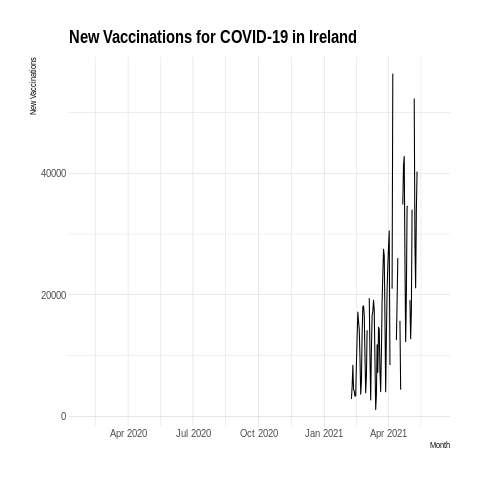 New Vaccinations for COVID-19 in Ireland
New Vaccinations
40000
20000
0
Apr 2020 Jul 2020 Oct 2020 Jan 2021 Apr 2021
Month